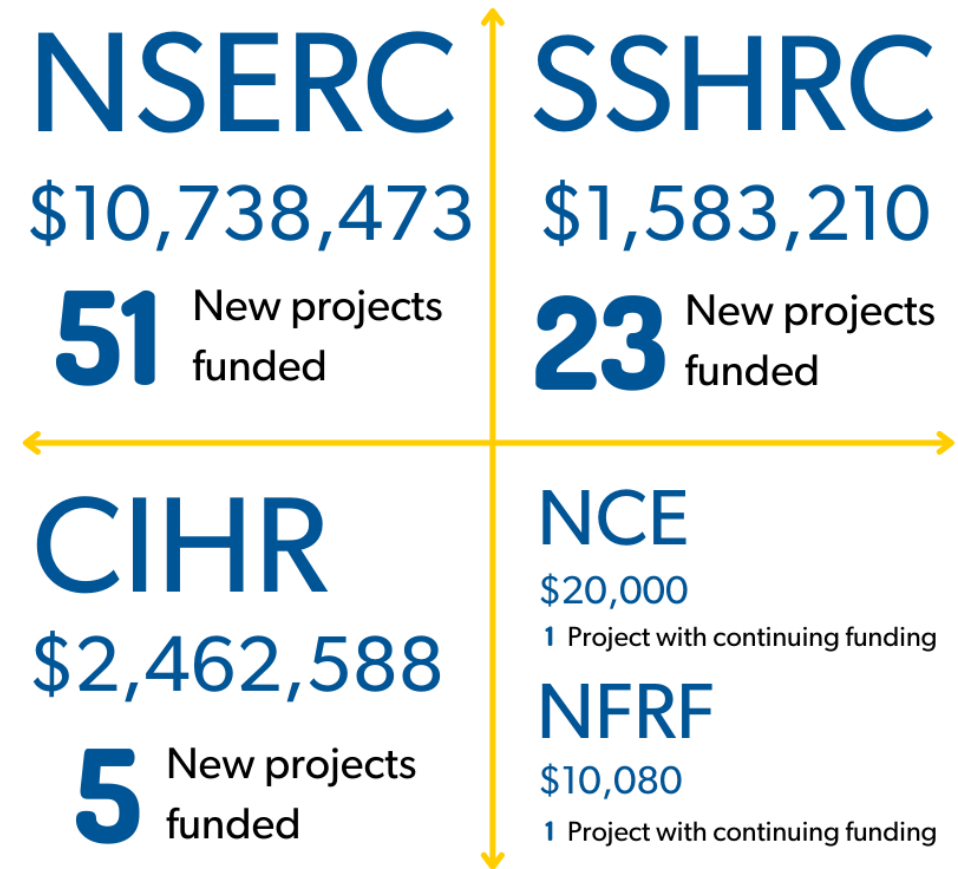 NSERC
$10,738,473
51 New projects
funded
SSHRC
$1,583,210
23 New projects
funded
CIHR
$2,462,588
5 New projects
funded
NCE
$20,000
1 Project with continuing funding
NFRF
$10,080
1 Project with continuing funding